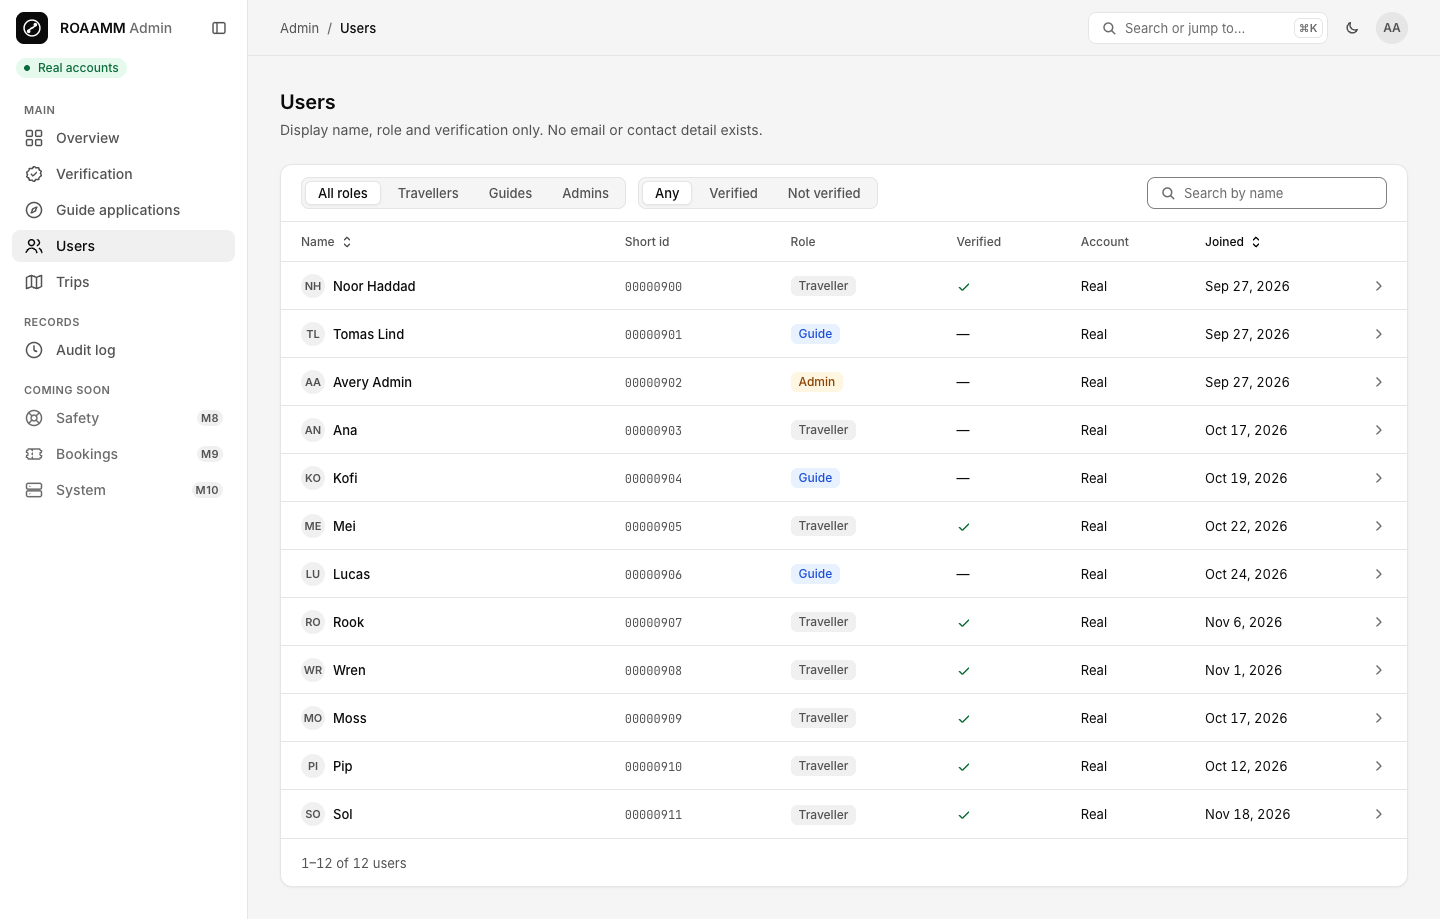 ROAAMM Admin
Real accounts
MAIN
Overview
Verification
Guide applications
Users
Trips
RECORDS
Audit log
COMING SOON
Safety M8
Bookings M9
System M10
Admin / Users
Search or jump to... ⌘K
AA
Users
Display name, role and verification only. No email or contact detail exists.
All roles Travellers Guides Admins Any Verified Not verified Search by name
Name Short id Role Verified Account Joined
NH Noor Haddad 00000900 Traveller Real Sep 27, 2026
TL Tomas Lind 00000901 Guide — Real Sep 27, 2026
AA Avery Admin 00000902 Admin — Real Sep 27, 2026
AN Ana 00000903 Traveller — Real Oct 17, 2026
KO Kofi 00000904 Guide — Real Oct 19, 2026
ME Mei 00000905 Traveller Real Oct 22, 2026
LU Lucas 00000906 Guide — Real Oct 24, 2026
RO Rook 00000907 Traveller Real Nov 6, 2026
WR Wren 00000908 Traveller Real Nov 1, 2026
MO Moss 00000909 Traveller Real Oct 17, 2026
PI Pip 00000910 Traveller Real Oct 12, 2026
SO Sol 00000911 Traveller Real Nov 18, 2026
1–12 of 12 users